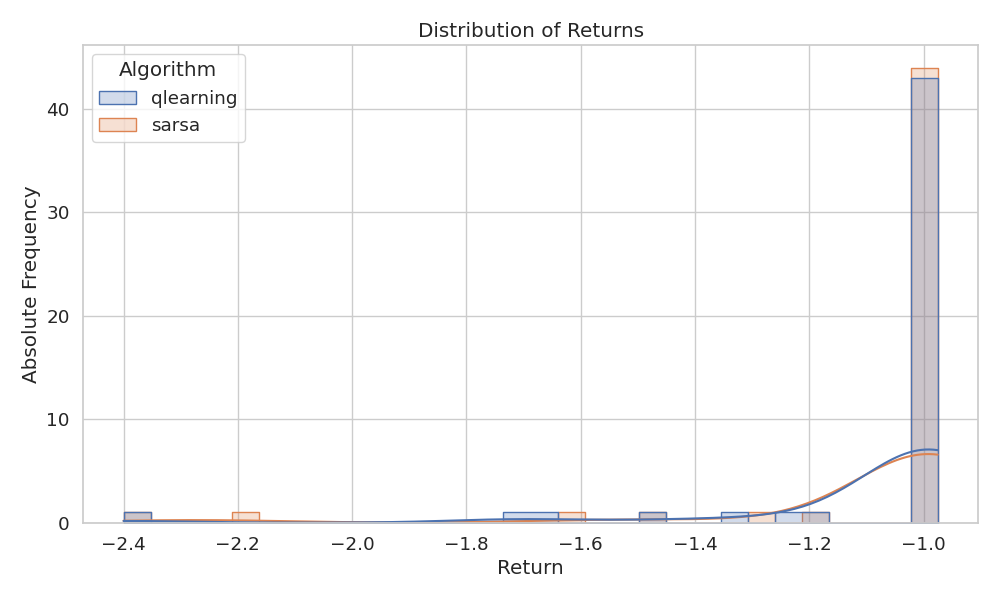 Distribution of Returns
Algorithm
qlearning
sarsa
Absolute Frequency
40
30
20
10
0
−2.4 −2.2 −2.0 −1.8 −1.6 −1.4 −1.2 −1.0
Return